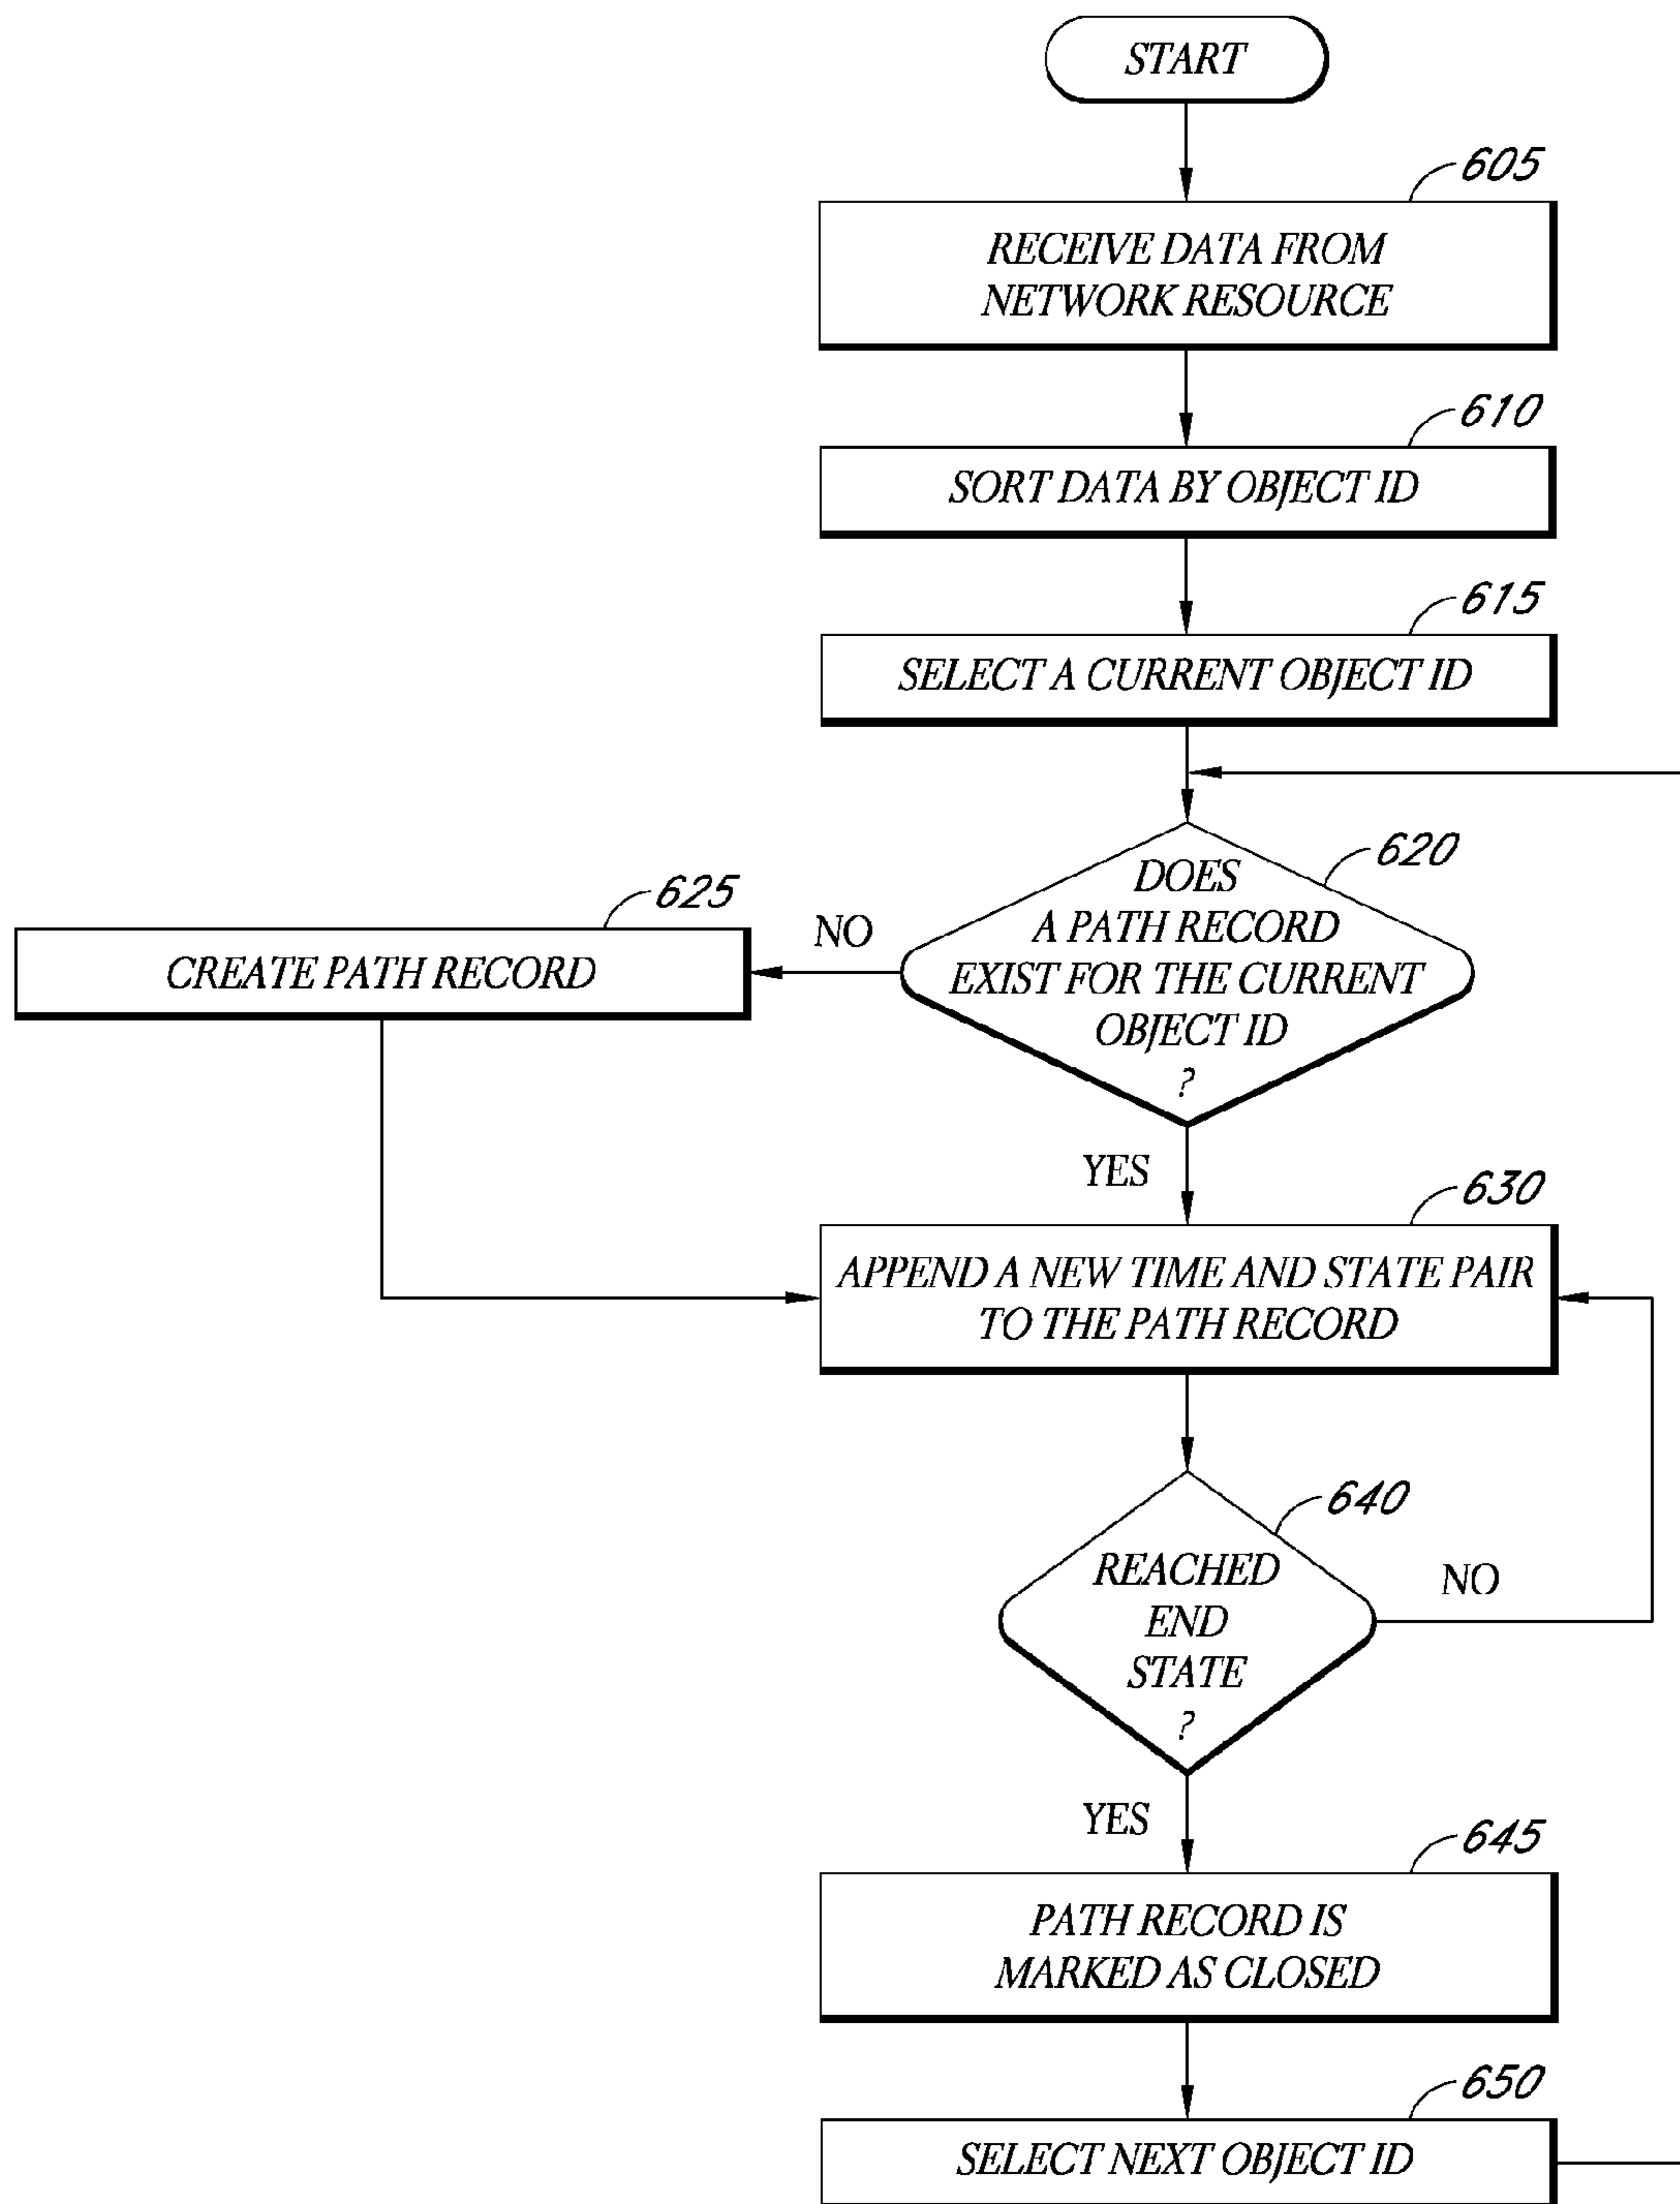 START
605
RECEIVE DATA FROM
NETWORK RESOURCE
610
SORT DATA BY OBJECT ID
615
SELECT A CURRENT OBJECT ID
620
DOES
A PATH RECORD
EXIST FOR THE CURRENT
OBJECT ID
?
NO
625
CREATE PATH RECORD
YES
630
APPEND A NEW TIME AND STATE PAIR
TO THE PATH RECORD
640
REACHED
END
STATE
?
NO
YES
645
PATH RECORD IS
MARKED AS CLOSED
650
SELECT NEXT OBJECT ID